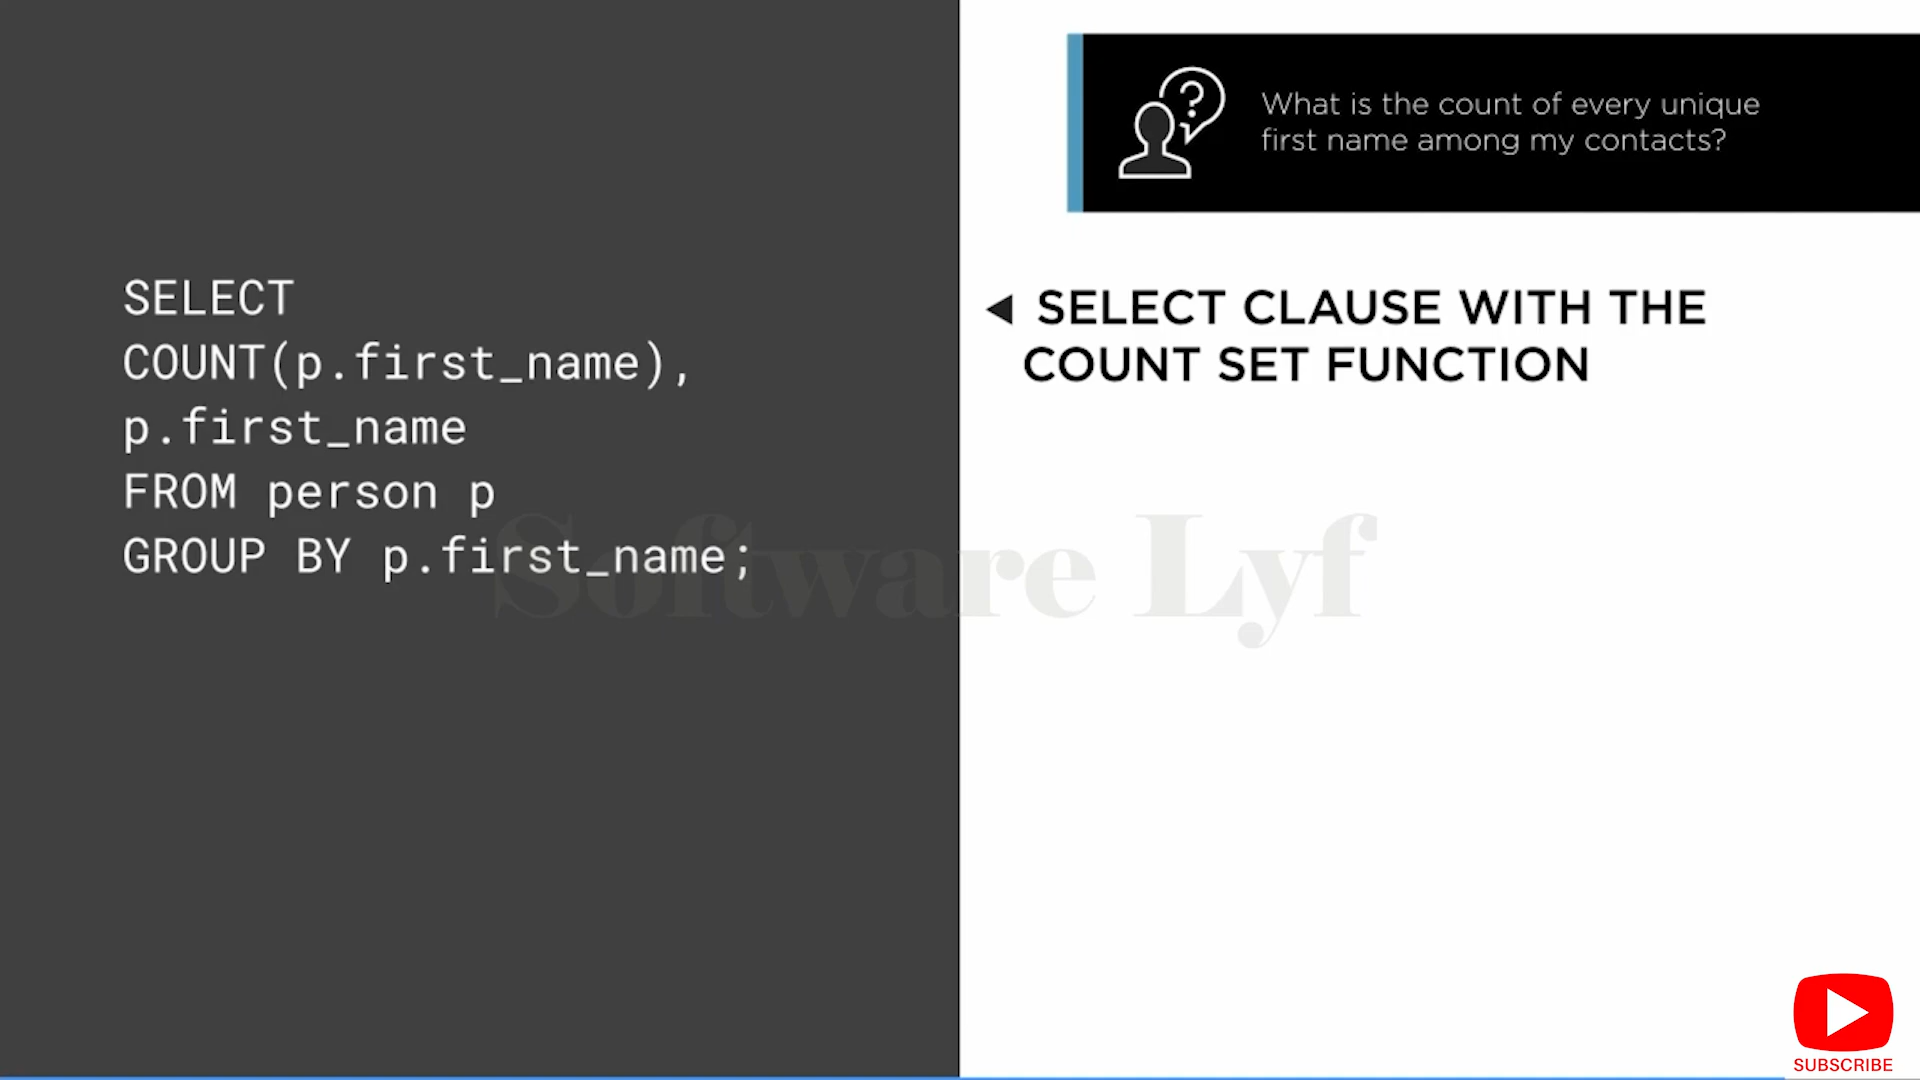 What is the count of every unique
first name among my contacts?
SELECT
COUNT(p.first_name),
p.first_name
FROM person p
GROUP BY p.first_name;
SELECT CLAUSE WITH THE
COUNT SET FUNCTION
Software Lyf
SUBSCRIBE